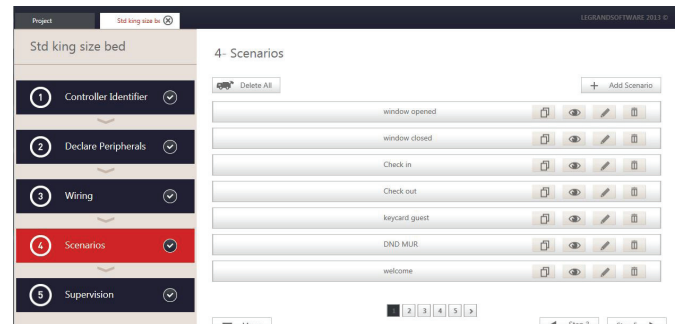 Project
Std king size be
LEGRANDSOFTWARE 2013 ©
Std king size bed
4- Scenarios
Delete All
+ Add Scenario
1 Controller Identifier
2 Declare Peripherals
3 Wiring
4 Scenarios
5 Supervision
window opened
window closed
Check in
Check out
keycard guest
DND MUR
welcome
1 2 3 4 5 >